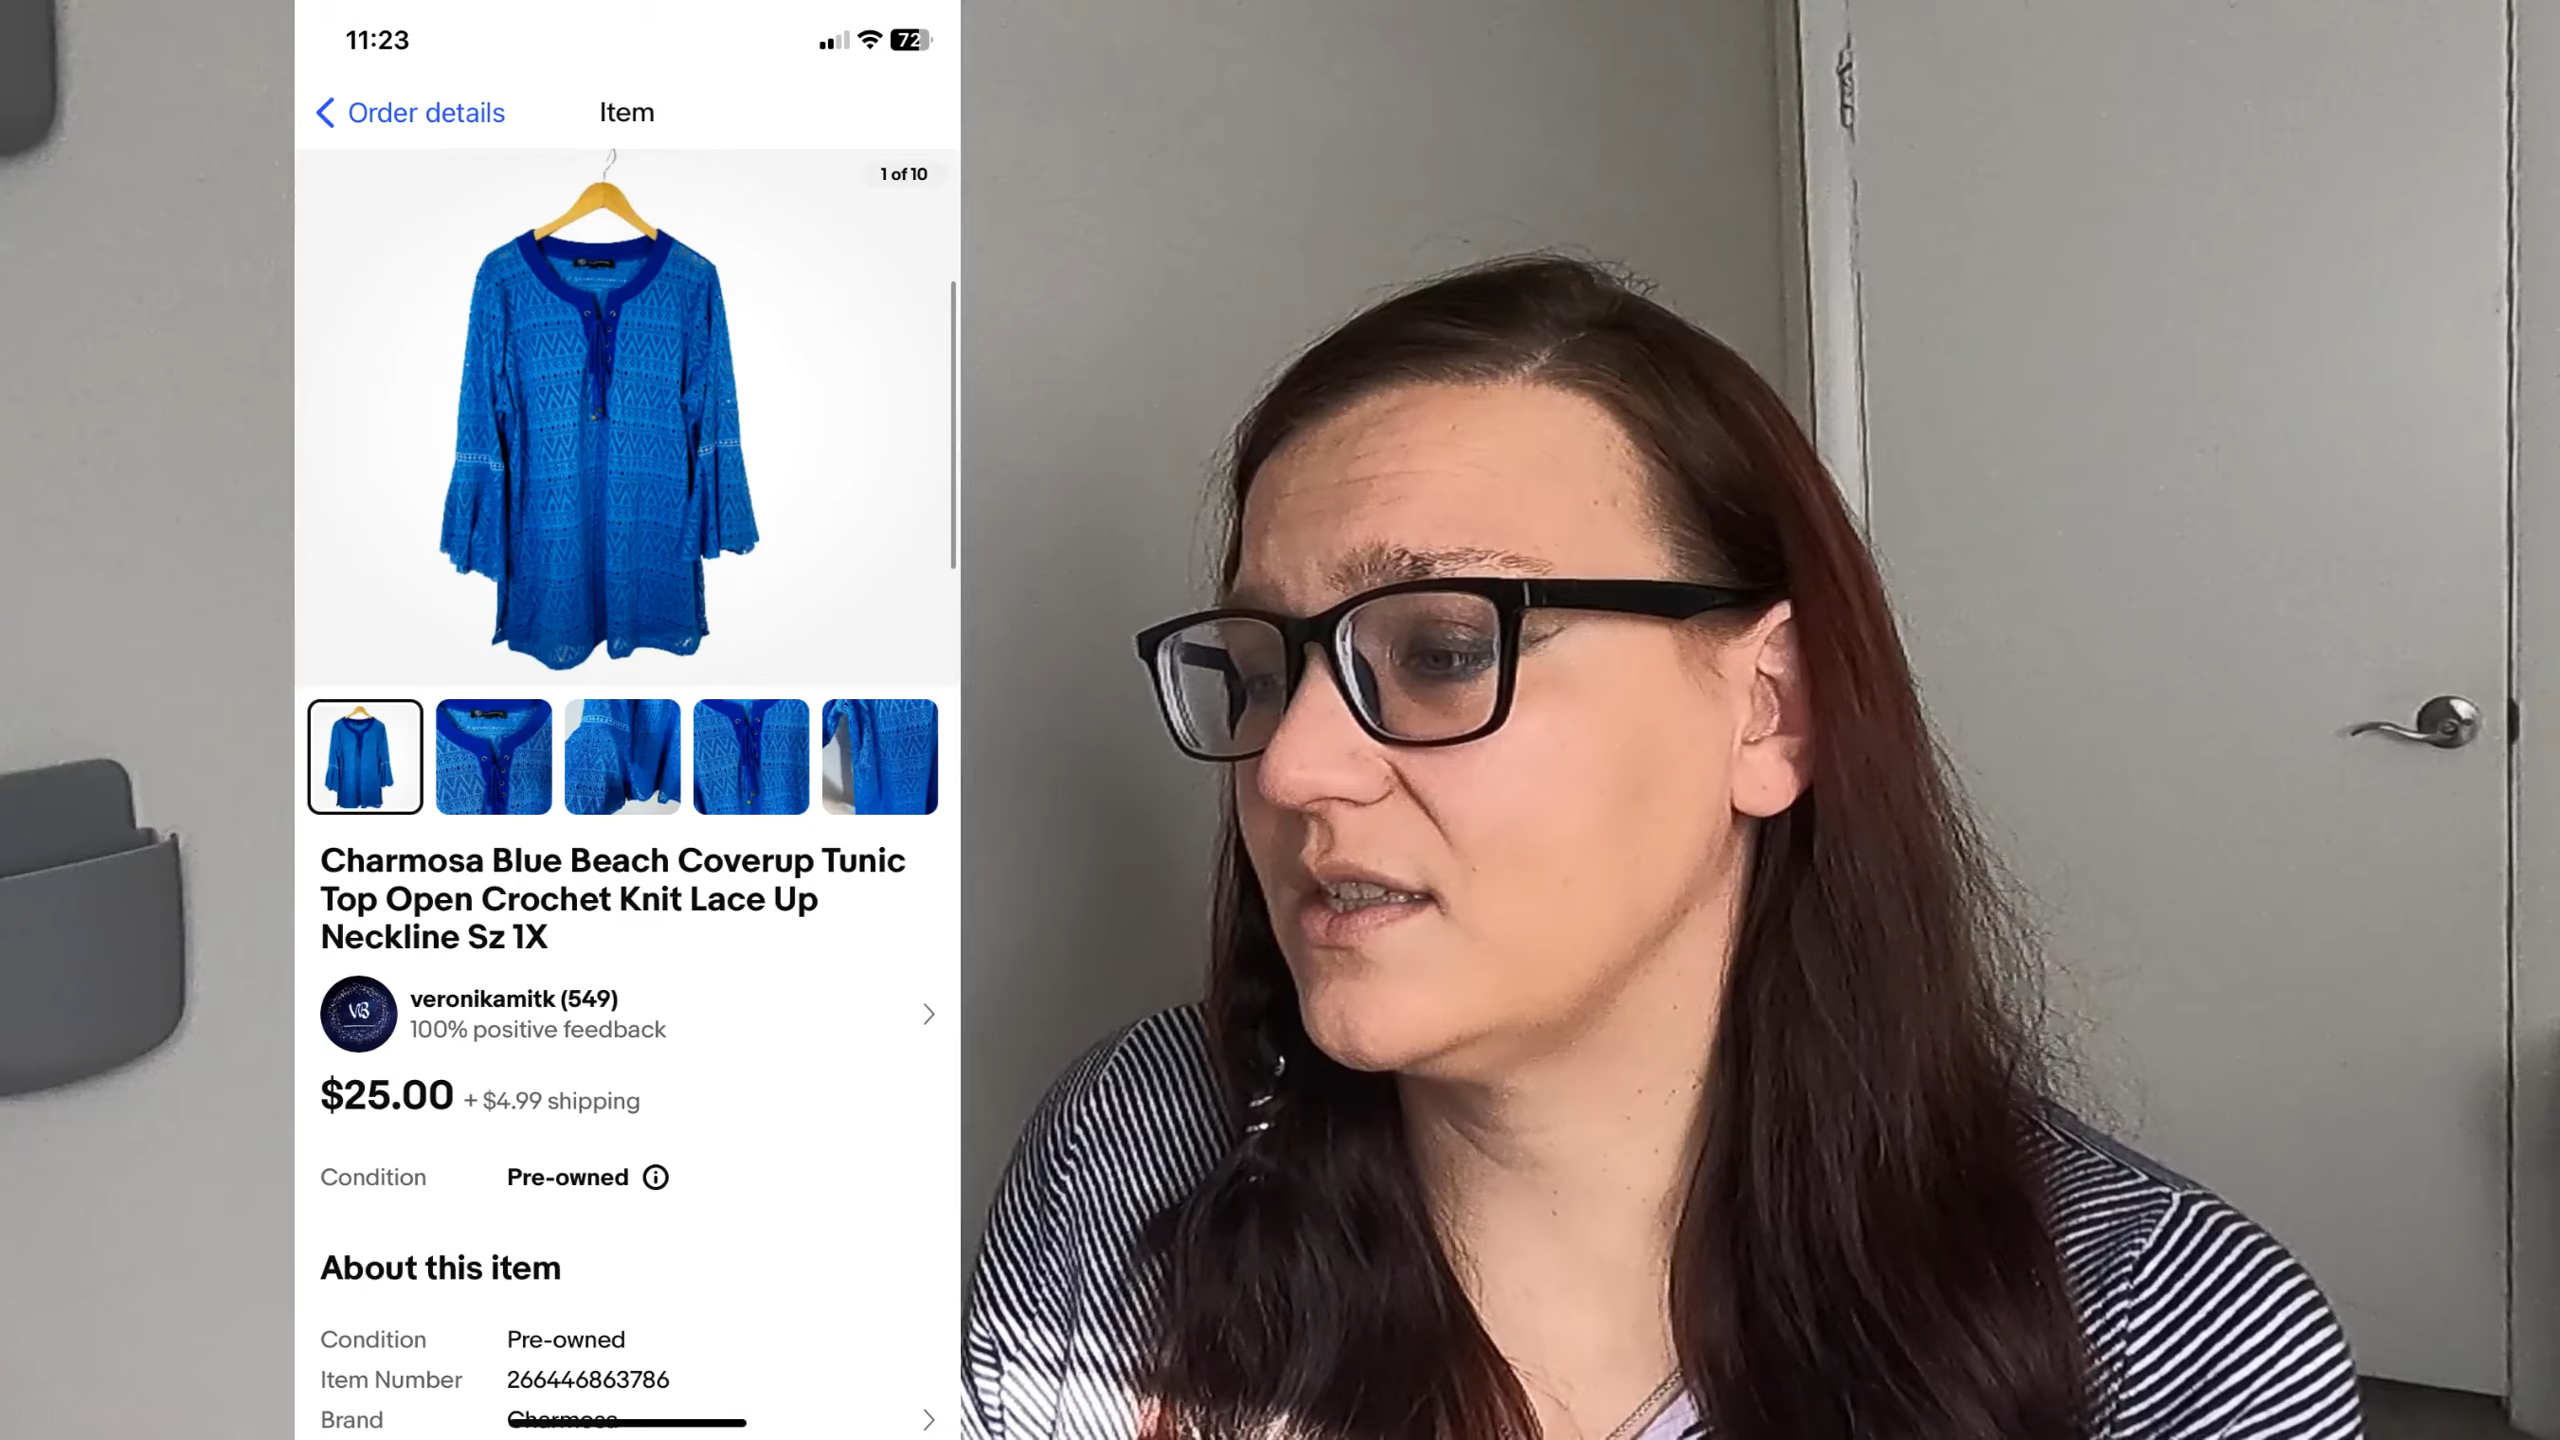 11:23
72
Order details
Item
1 of 10
Charmosa Blue Beach Coverup Tunic
Top Open Crochet Knit Lace Up
Neckline Sz 1X
VB
veronikamitk (549)
100% positive feedback
$25.00 + $4.99 shipping
Condition Pre-owned
About this item
Condition Pre-owned
Item Number 266446863786
Brand Charmosa